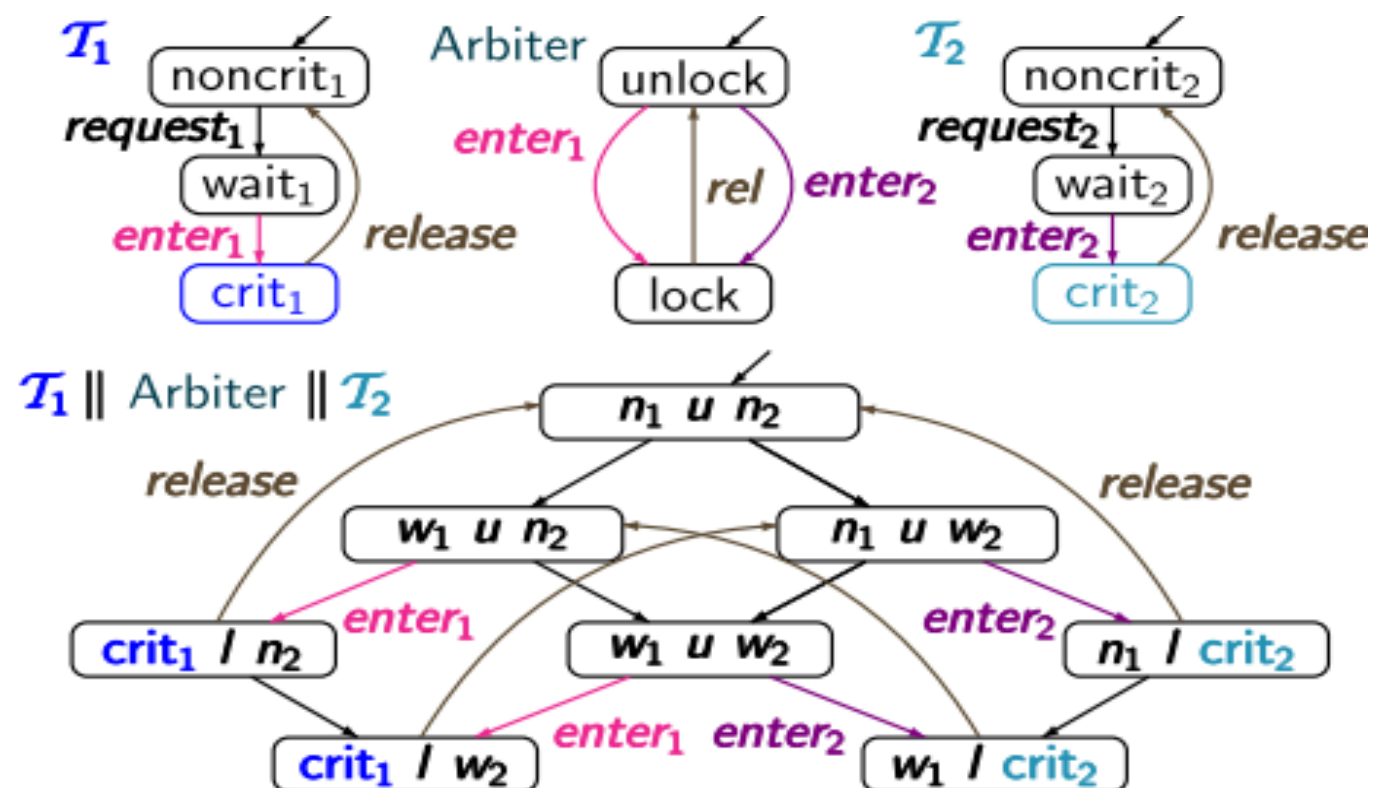 𝒯₁ Arbiter 𝒯₂
noncrit₁ unlock noncrit₂
request₁ enter₁ enter₂ request₂
wait₁ rel wait₂
enter₁ release enter₂ release
crit₁ lock crit₂
𝒯₁ ‖ Arbiter ‖ 𝒯₂
n₁ u n₂
release release
w₁ u n₂ n₁ u w₂
enter₁ enter₂
crit₁ l n₂ w₁ u w₂ n₁ l crit₂
enter₁ enter₂
crit₁ l w₂ w₁ l crit₂